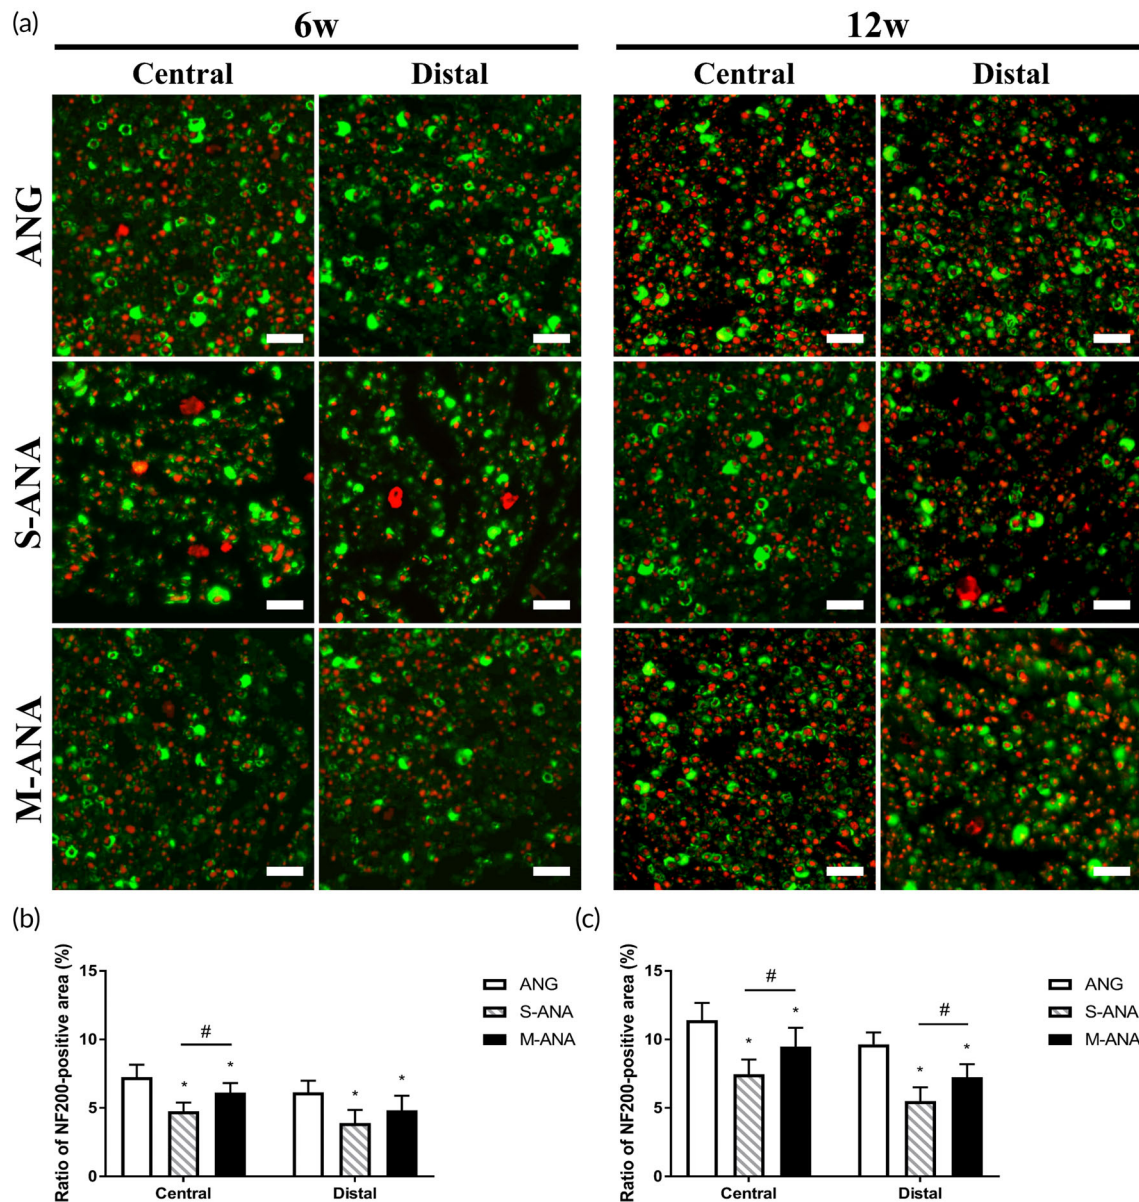 (a)
6w
12w
Central
Distal
Central
Distal
ANG
S-ANA
M-ANA
(b)
Ratio of NF200-positive area (%)
15
10
5
0
#
*
*
*
*
Central
Distal
ANG
S-ANA
M-ANA
(c)
Ratio of NF200-positive area (%)
15
10
5
0
#
#
*
*
*
*
Central
Distal
ANG
S-ANA
M-ANA